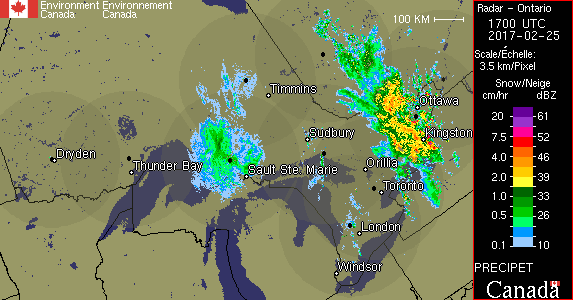 Environment Environnement
Canada Canada
100 KM
Timmins
Ottawa
Sudbury
kingston
Dryden
Thunder Bay
Sault Ste. Marie
Orillia
Toronto
London
Windsor
Radar - Ontario
1700 UTC
2017-02-25
Scale/Échelle:
3.5 km/Pixel
Snow/Neige
cm/hr dBZ
20 61
7.5 52
4.0 46
2.0 39
1.0 33
0.5 26
0.1 10
PRECIPET
Canada